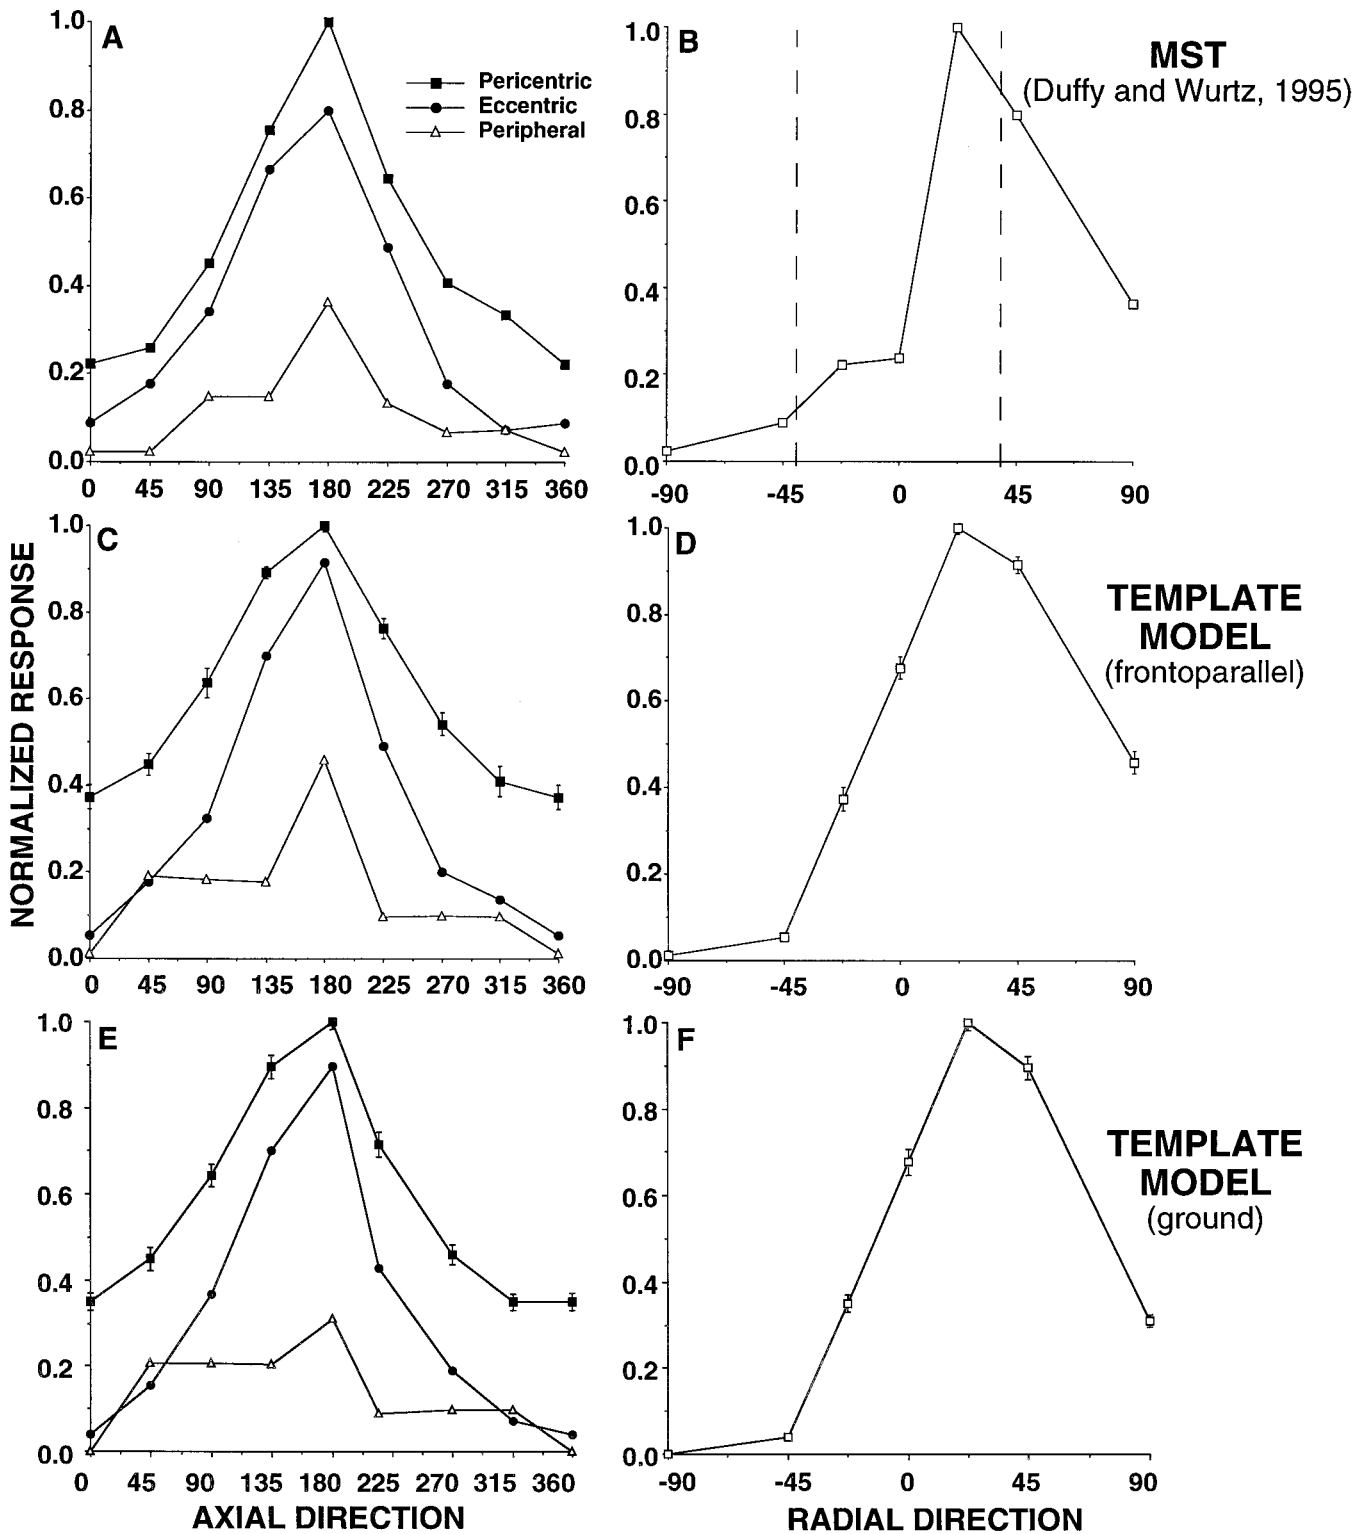 A
1.0
0.8
0.6
0.4
0.2
0.0
0 45 90 135 180 225 270 315 360
Pericentric
Eccentric
Peripheral
B
1.0
0.8
0.6
0.4
0.2
0.0
-90 -45 0 45 90
MST
(Duffy and Wurtz, 1995)
NORMALIZED RESPONSE
C
1.0
0.8
0.6
0.4
0.2
0.0
0 45 90 135 180 225 270 315 360
D
1.0
0.8
0.6
0.4
0.2
0.0
-90 -45 0 45 90
TEMPLATE
MODEL
(frontoparallel)
E
1.0
0.8
0.6
0.4
0.2
0.0
0 45 90 135 180 225 270 315 360
AXIAL DIRECTION
F
1.0
0.8
0.6
0.4
0.2
0.0
-90 -45 0 45 90
RADIAL DIRECTION
TEMPLATE
MODEL
(ground)